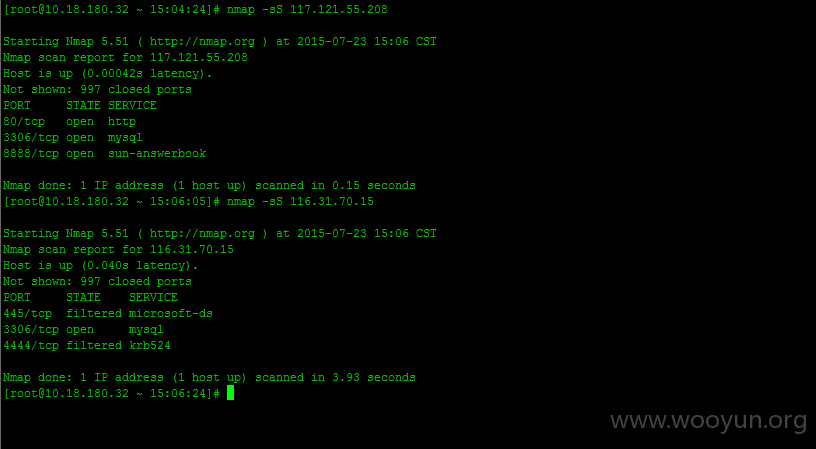 [root@10.18.180.32 ~ 15:04:24]# nmap -sS 117.121.55.208
Starting Nmap 5.51 ( http://nmap.org ) at 2015-07-23 15:06 CST
Nmap scan report for 117.121.55.208
Host is up (0.00042s latency).
Not shown: 997 closed ports
PORT     STATE SERVICE
80/tcp   open  http
3306/tcp open  mysql
8888/tcp open  sun-answerbook
Nmap done: 1 IP address (1 host up) scanned in 0.15 seconds
[root@10.18.180.32 ~ 15:06:05]# nmap -sS 116.31.70.15
Starting Nmap 5.51 ( http://nmap.org ) at 2015-07-23 15:06 CST
Nmap scan report for 116.31.70.15
Host is up (0.040s latency).
Not shown: 997 closed ports
PORT     STATE    SERVICE
445/tcp  filtered microsoft-ds
3306/tcp open     mysql
4444/tcp filtered krb524
Nmap done: 1 IP address (1 host up) scanned in 3.93 seconds
[root@10.18.180.32 ~ 15:06:24]#
www.wooyun.org